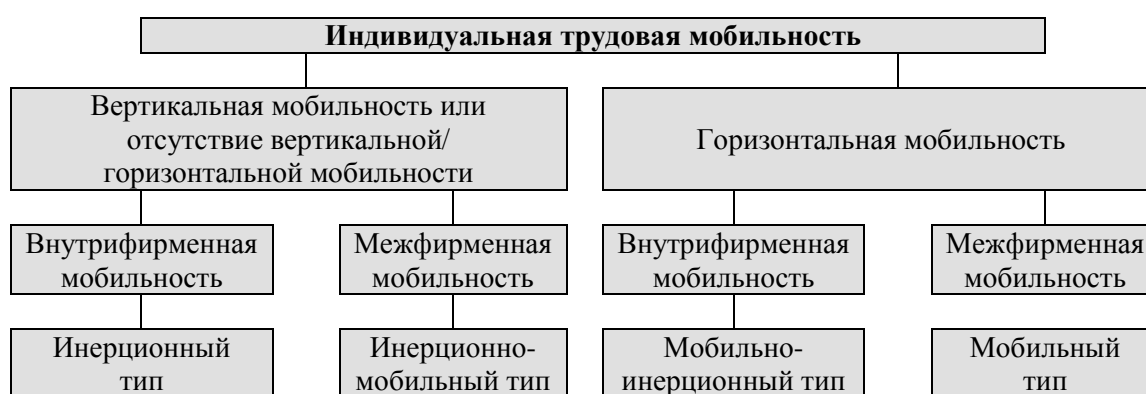 Индивидуальная трудовая мобильность
Вертикальная мобильность или
отсутствие вертикальной/
горизонтальной мобильности
Горизонтальная мобильность
Внутрифирменная
мобильность
Межфирменная
мобильность
Внутрифирменная
мобильность
Межфирменная
мобильность
Инерционный
тип
Инерционно-
мобильный тип
Мобильно-
инерционный тип
Мобильный
тип